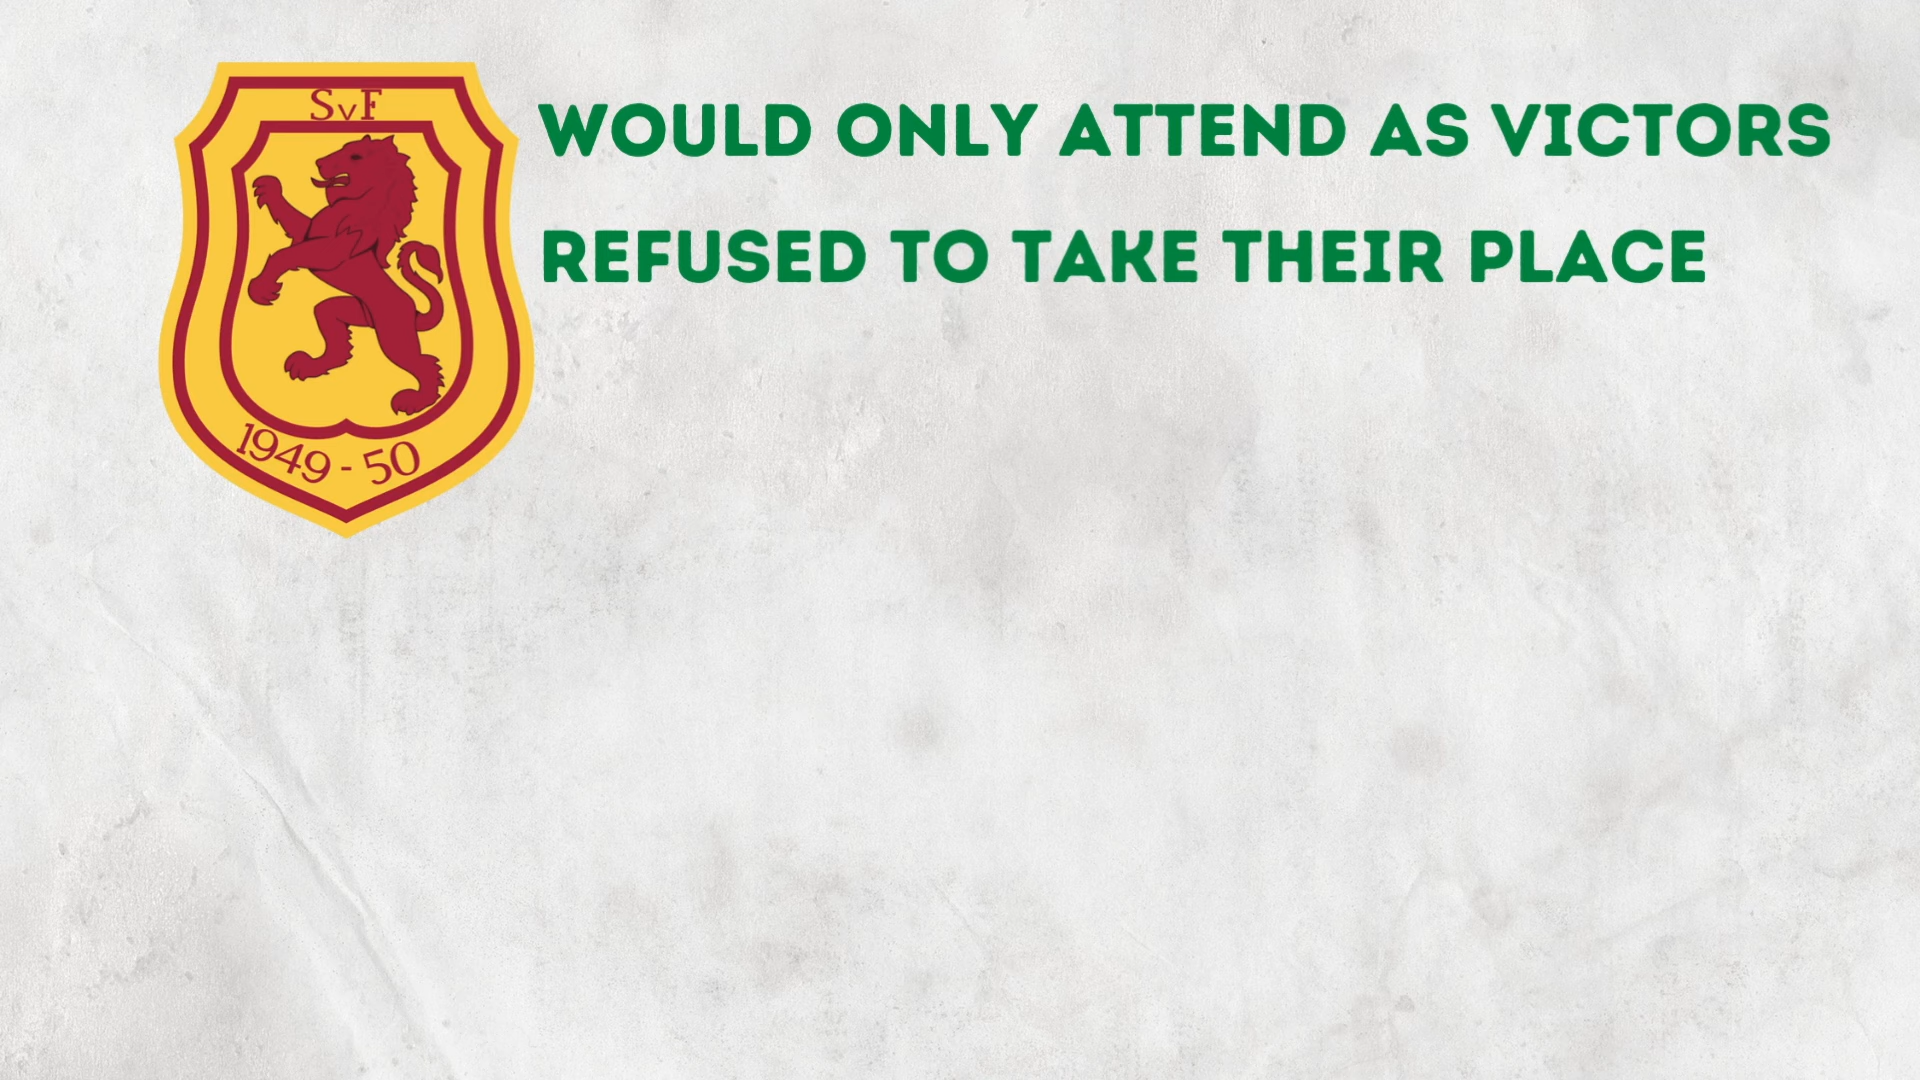 SvF
WOULD ONLY ATTEND AS VICTORS
REFUSED TO TAKE THEIR PLACE
1949 - 50